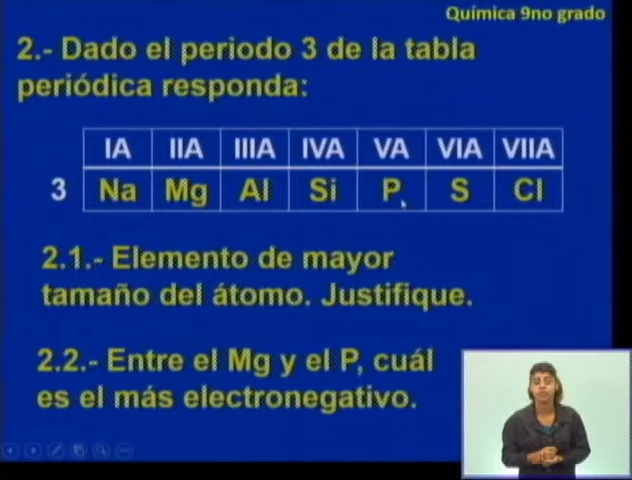 Química 9no grado
2.- Dado el periodo 3 de la tabla
periódica responda:
IA IIA IIIA IVA VA VIA VIIA
3 Na Mg Al Si P S Cl
2.1.- Elemento de mayor
tamaño del átomo. Justifique.
2.2.- Entre el Mg y el P, cuál
es el más electronegativo.